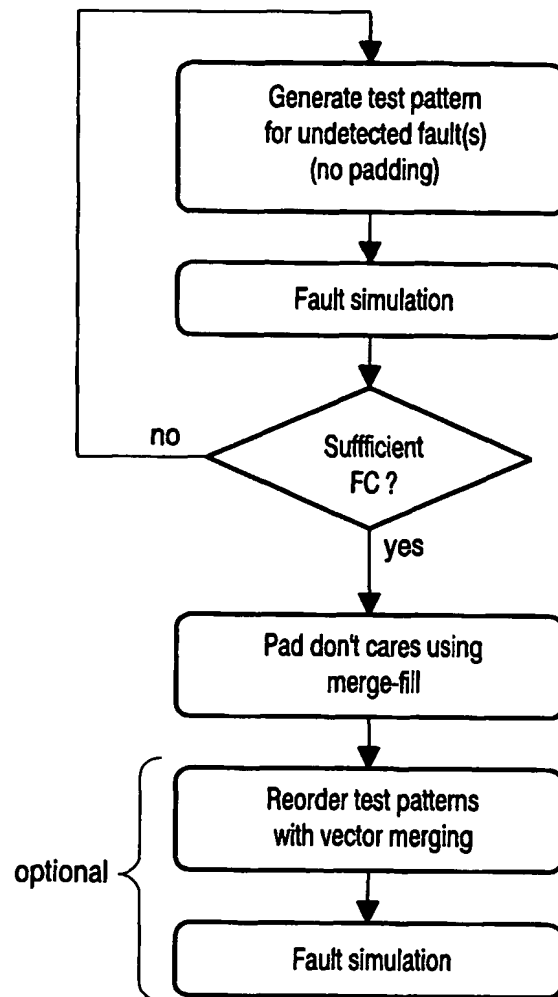 Generate test pattern
for undetected fault(s)
(no padding)
Fault simulation
no
Suffficient
FC ?
yes
Pad don't cares using
merge-fill
optional
Reorder test patterns
with vector merging
Fault simulation